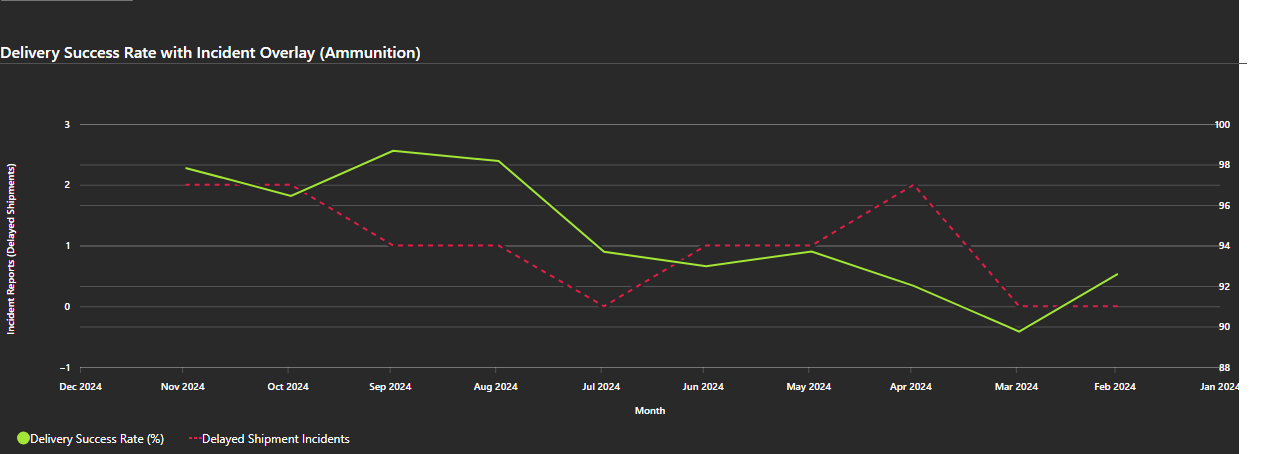 Delivery Success Rate with Incident Overlay (Ammunition)
3 100
98
2
96
1 94
92
0
90
−1 88
Incident Reports (Delayed Shipments)
Dec 2024 Nov 2024 Oct 2024 Sep 2024 Aug 2024 Jul 2024 Jun 2024 May 2024 Apr 2024 Mar 2024 Feb 2024 Jan 2024
Month
Delivery Success Rate (%) Delayed Shipment Incidents